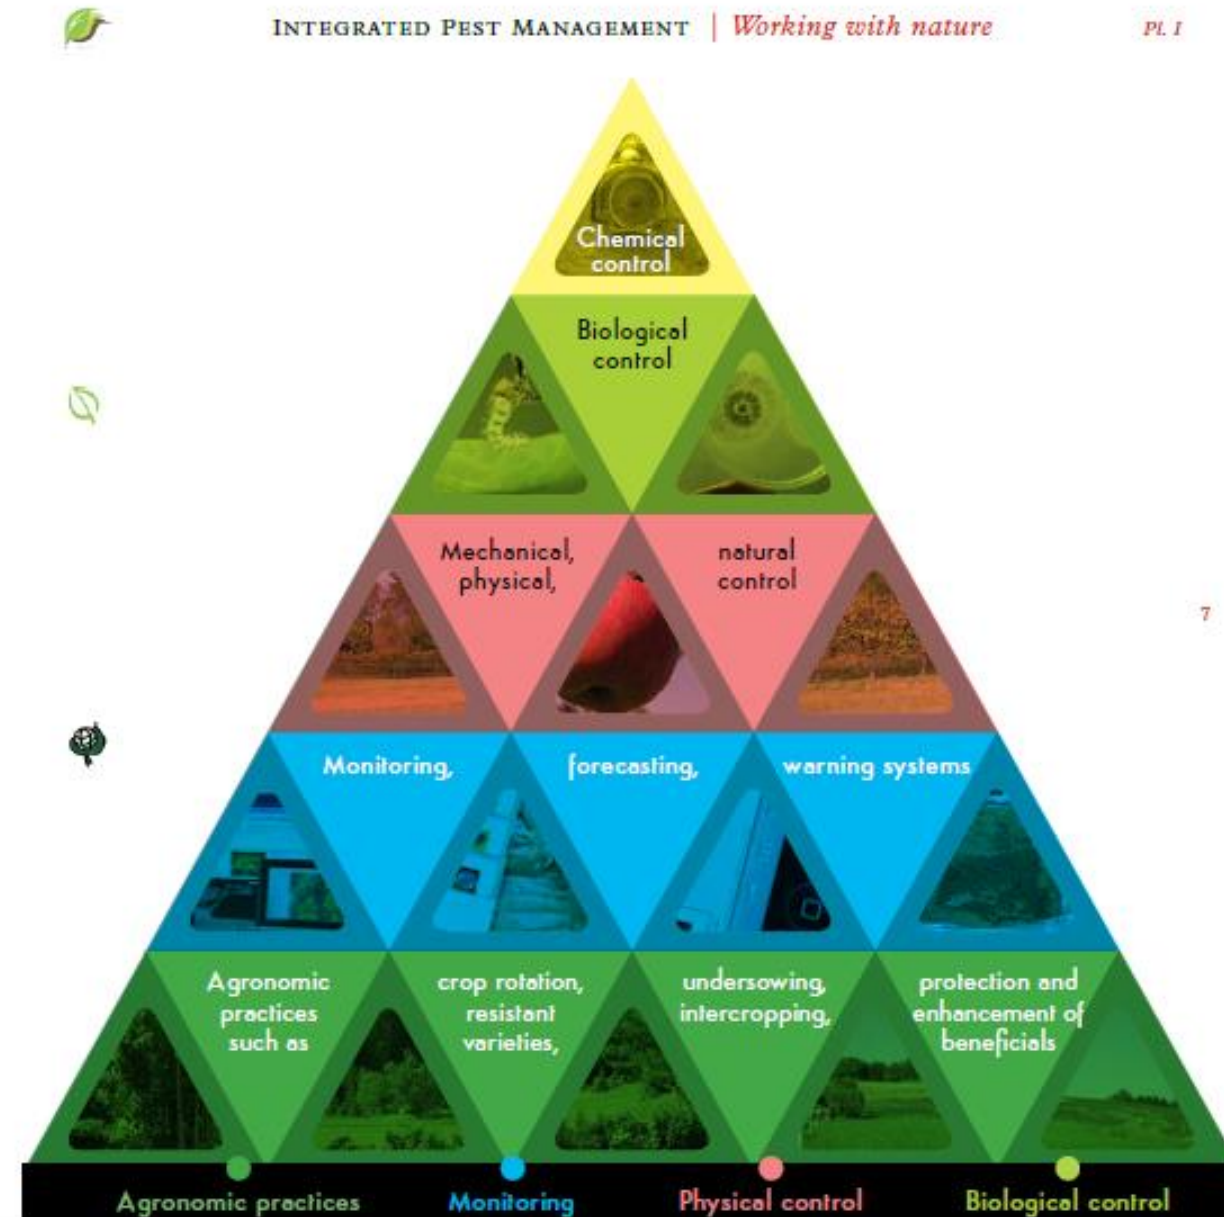 INTEGRATED PEST MANAGEMENT | Working with nature
Pl. I
Chemical
control
Biological
control
Mechanical,
physical,
natural
control
7
Monitoring,
forecasting,
warning systems
Agronomic
practices
such as
crop rotation,
resistant
varieties,
undersowing,
intercropping,
protection and
enhancement of
beneficials
Agronomic practices
Monitoring
Physical control
Biological control